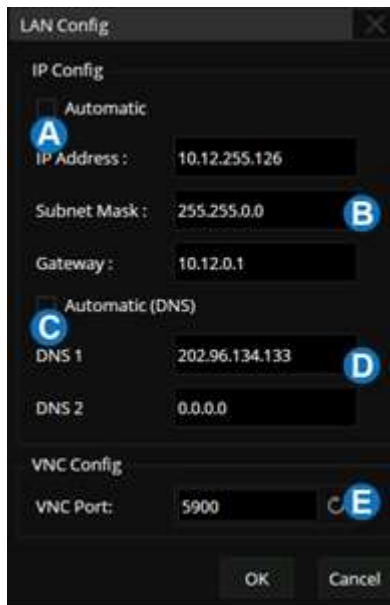 LAN Config
IP Config
Automatic
A
IP Address : 10.12.255.126
Subnet Mask : 255.255.0.0 B
Gateway : 10.12.0.1
Automatic (DNS)
C
DNS 1 202.96.134.133 D
DNS 2 0.0.0.0
VNC Config
VNC Port: 5900 E
OK Cancel